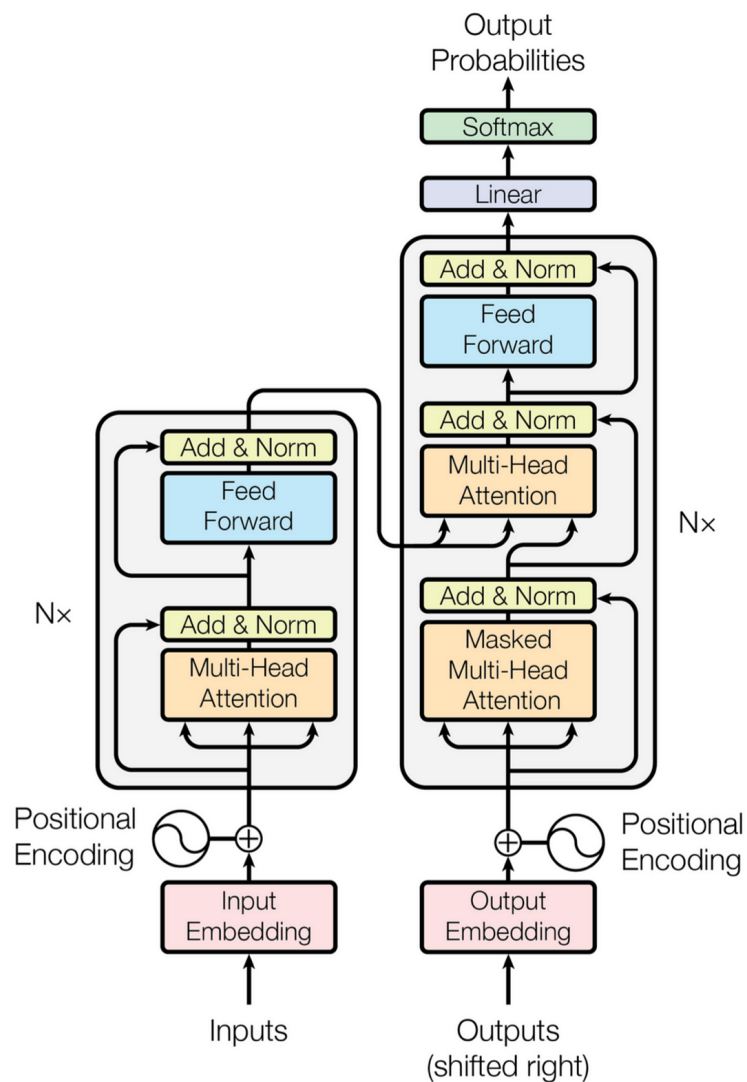 Output
Probabilities
Softmax
Linear
Add & Norm
Feed
Forward
Add & Norm
Multi-Head
Attention
Nx
Add & Norm
Masked
Multi-Head
Attention
Add & Norm
Feed
Forward
Nx
Add & Norm
Multi-Head
Attention
Positional
Encoding
Positional
Encoding
Input
Embedding
Output
Embedding
Inputs
Outputs
(shifted right)